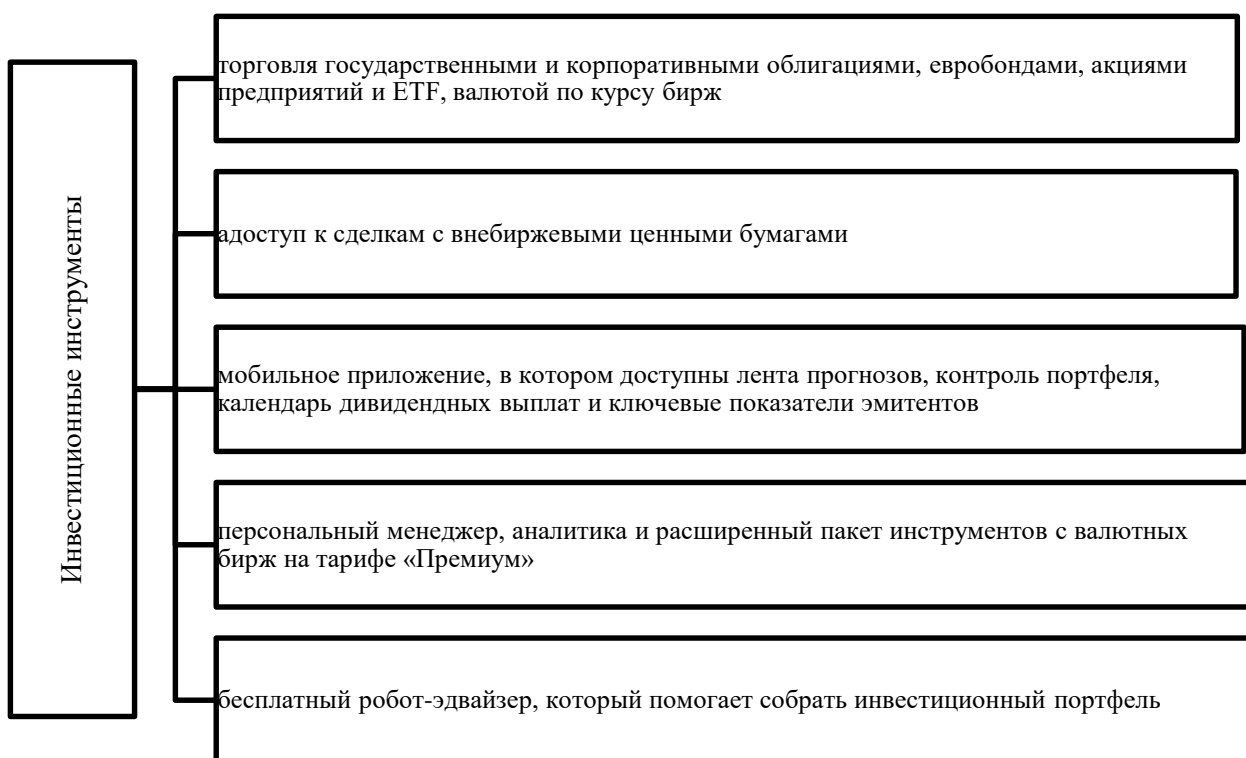 Инвестиционные инструменты
торговля государственными и корпоративными облигациями, евробондами, акциями
предприятий и ETF, валютой по курсу бирж
адоступ к сделкам с внебиржевыми ценными бумагами
мобильное приложение, в котором доступны лента прогнозов, контроль портфеля,
календарь дивидендных выплат и ключевые показатели эмитентов
персональный менеджер, аналитика и расширенный пакет инструментов с валютных
бирж на тарифе «Премиум»
бесплатный робот-эдвайзер, который помогает собрать инвестиционный портфель